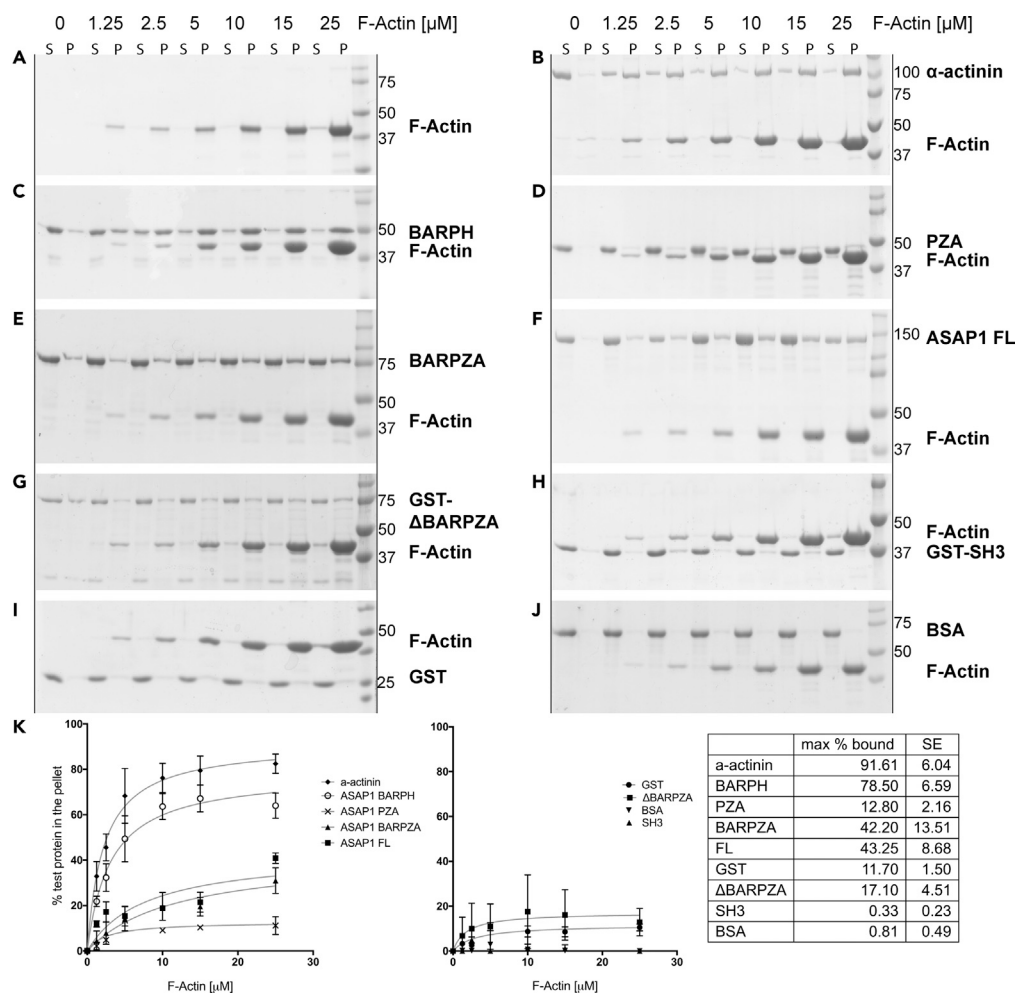 0 1.25 2.5 5 10 15 25 F-Actin [µM]
0 1.25 2.5 5 10 15 25 F-Actin [µM]
A S P S P S P S P S P S P S P
75
50
37
F-Actin
B S P S P S P S P S P S P S P
100 α-actinin
75
50
F-Actin
37
C
50 BARPH
F-Actin
37
D
50 PZA
F-Actin
37
E
75 BARPZA
50
F-Actin
37
F
150 ASAP1 FL
50
F-Actin
37
G
75 GST-
ΔBARPZA
50
F-Actin
37
H
50
F-Actin
37 GST-SH3
I
50
F-Actin
25 GST
J
75 BSA
50
F-Actin
K
% test protein in the pellet
100
80
60
40
20
0
0 10 20 30
F-Actin [µM]
a-actinin
ASAP1 BARPH
ASAP1 PZA
ASAP1 BARPZA
ASAP1 FL
100
80
60
40
20
0
0 10 20 30
F-Actin [µM]
GST
ΔBARPZA
BSA
SH3
max % bound SE
a-actinin 91.61 6.04
BARPH 78.50 6.59
PZA 12.80 2.16
BARPZA 42.20 13.51
FL 43.25 8.68
GST 11.70 1.50
ΔBARPZA 17.10 4.51
SH3 0.33 0.23
BSA 0.81 0.49